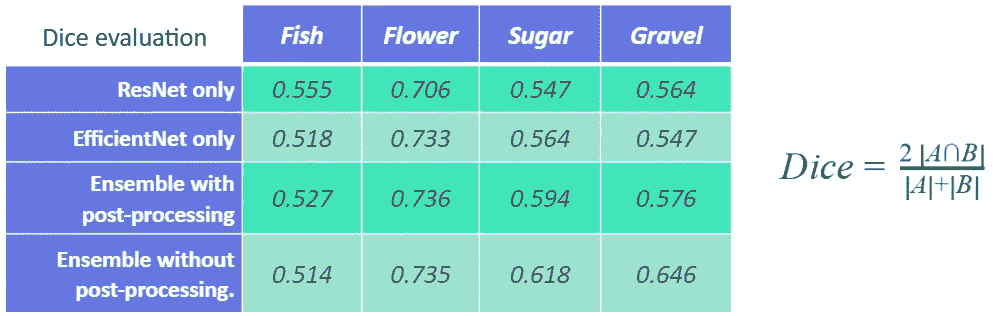 Dice evaluation Fish Flower Sugar Gravel
ResNet only 0.555 0.706 0.547 0.564
EfficientNet only 0.518 0.733 0.564 0.547
Ensemble with
post-processing 0.527 0.736 0.594 0.576
Ensemble without
post-processing. 0.514 0.735 0.618 0.646
Dice = 2 |A∩B| / |A|+|B|